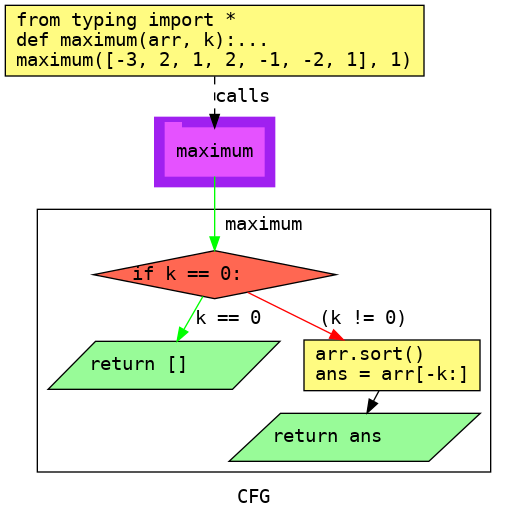 from typing import *
def maximum(arr, k):...
maximum([-3, 2, 1, 2, -1, -2, 1], 1)
calls
maximum
maximum
if k == 0:
k == 0
(k != 0)
return []
arr.sort()
ans = arr[-k:]
return ans
CFG